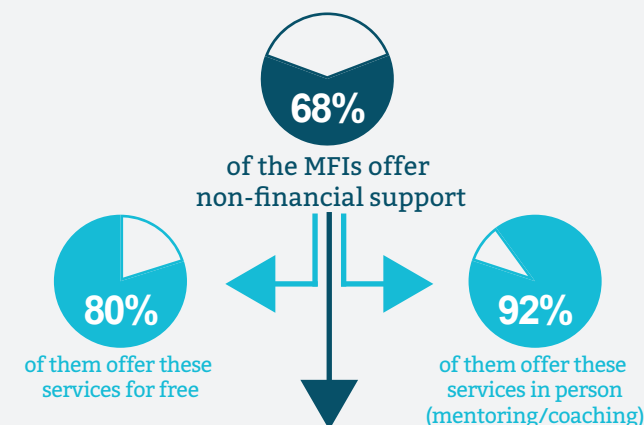 68%
of the MFIs offer
non-financial support
80%
of them offer these
services for free
92%
of them offer these
services in person
(mentoring/coaching)